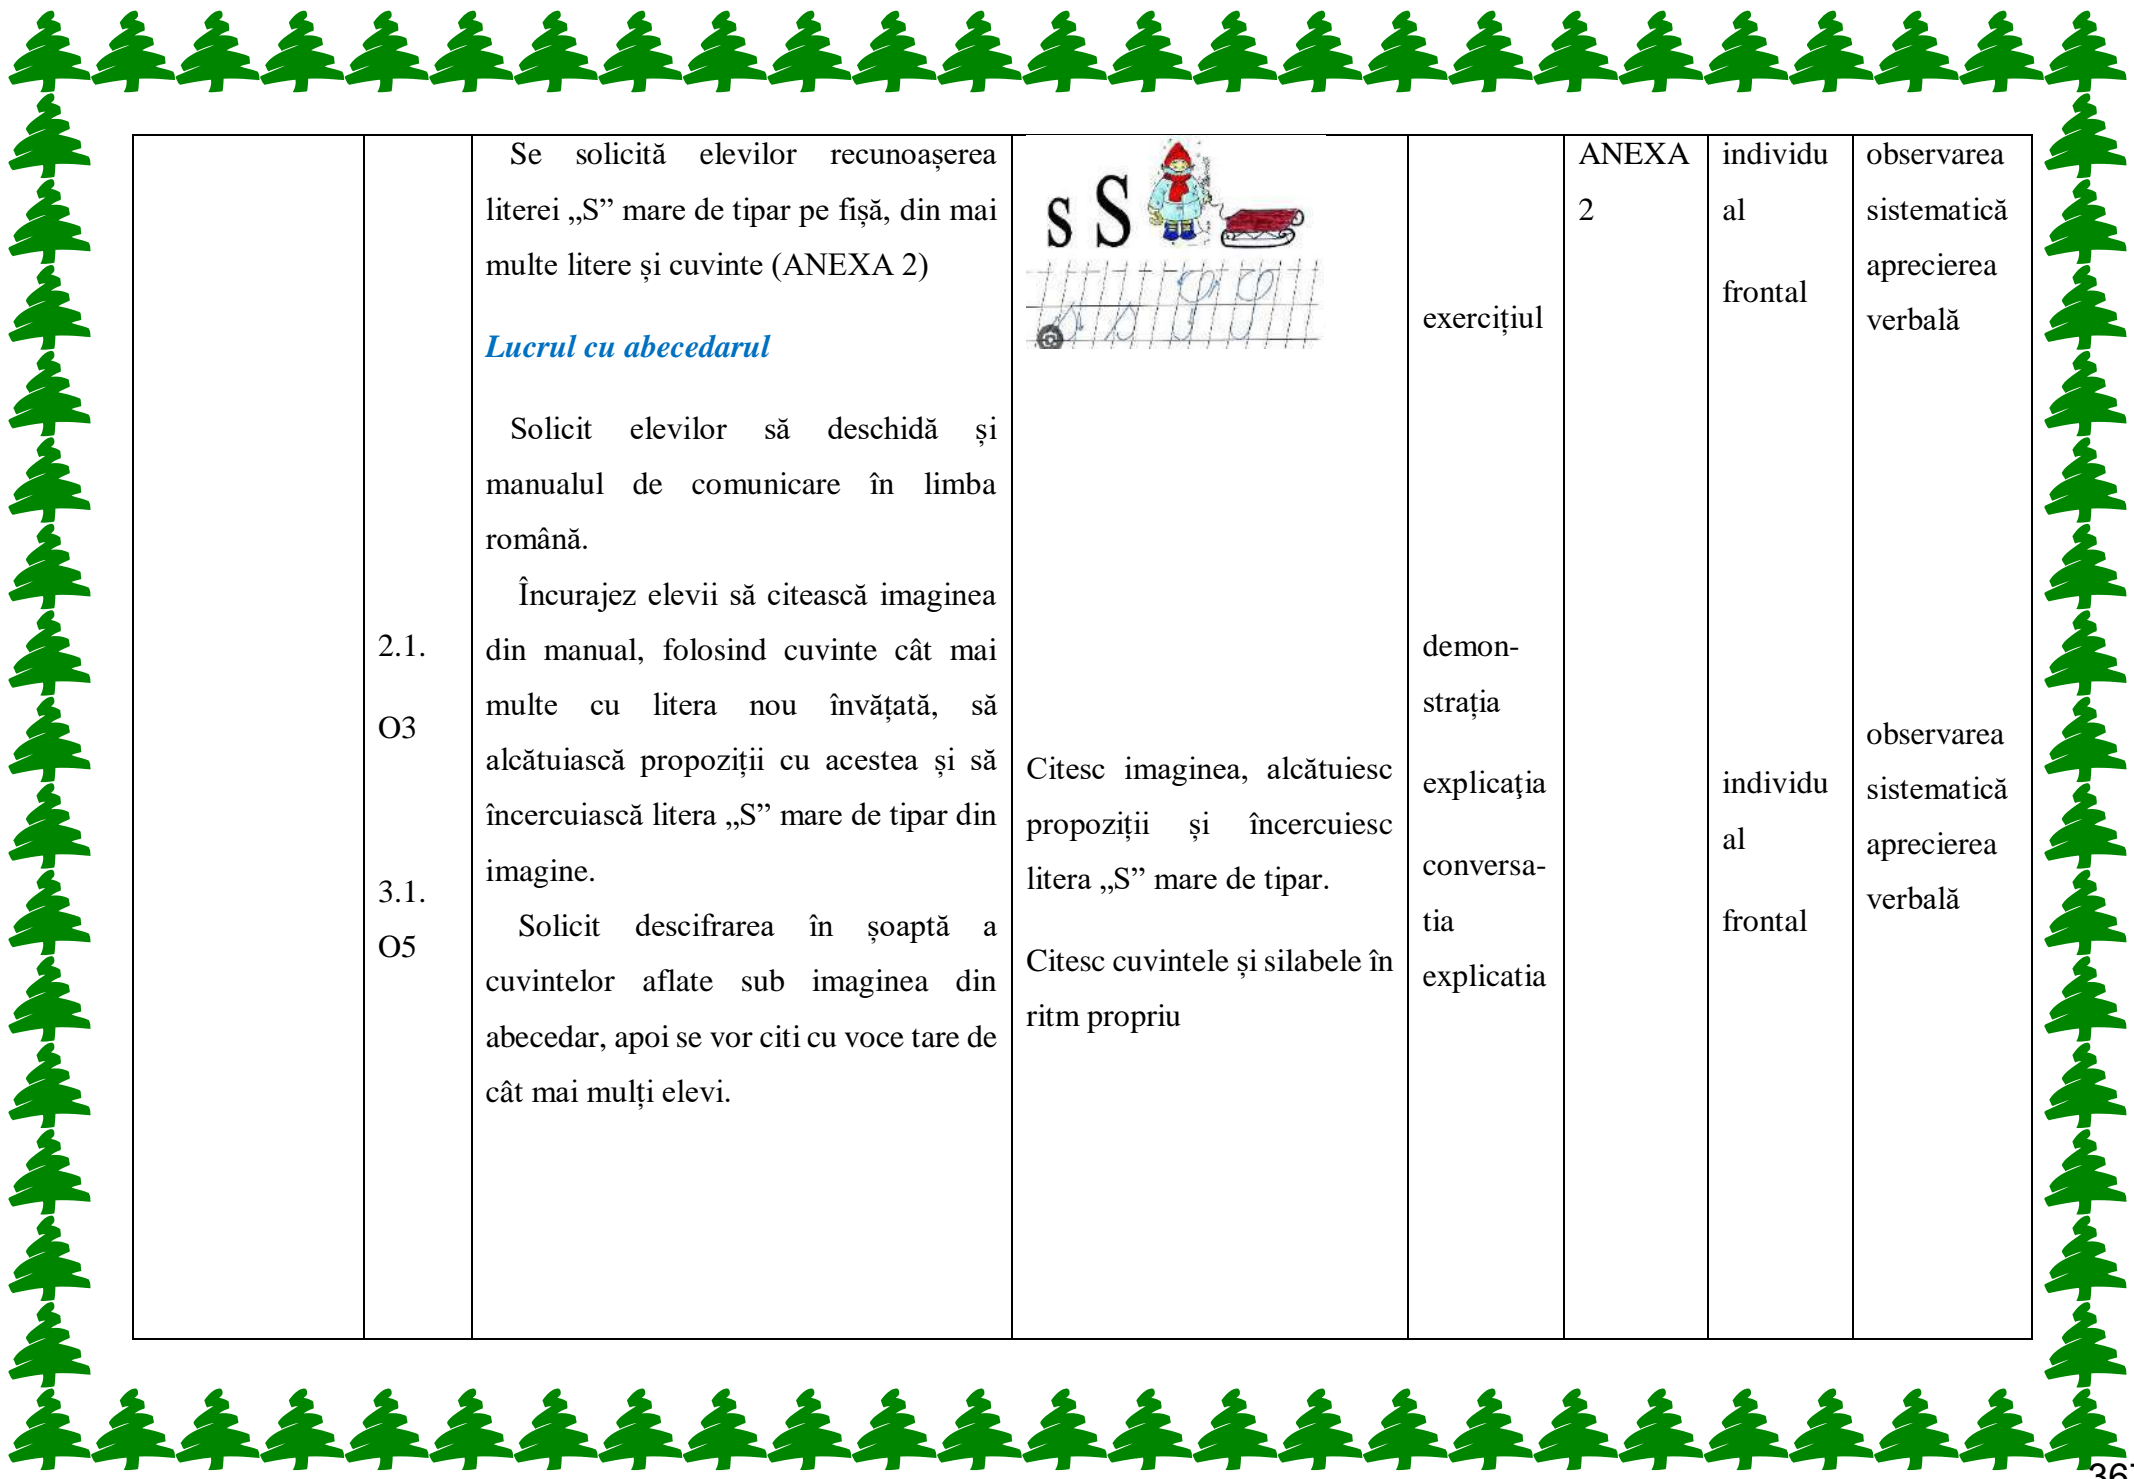 Se solicită elevilor recunoașterea
literei „S” mare de tipar pe fișă, din mai
multe litere și cuvinte (ANEXA 2)
Lucrul cu abecedarul
Solicit elevilor să deschidă și
manualul de comunicare în limba
română.
Încurajez elevii să citească imaginea
din manual, folosind cuvinte cât mai
multe cu litera nou învățată, să
alcătuiască propoziții cu acestea și să
încercuiască litera „S” mare de tipar din
imagine.
Solicit descifrarea în șoaptă a
cuvintelor aflate sub imaginea din
abecedar, apoi se vor citi cu voce tare de
cât mai mulți elevi.
2.1.
O3
3.1.
O5
s S
Citesc imaginea, alcătuiesc
propoziții și încercuiesc
litera „S” mare de tipar.
Citesc cuvintele și silabele în
ritm propriu
exercițiul
demon-
strația
explicaţia
conversa-
tia
explicatia
ANEXA
2
individu
al
frontal
individu
al
frontal
observarea
sistematică
aprecierea
verbală
observarea
sistematică
aprecierea
verbală